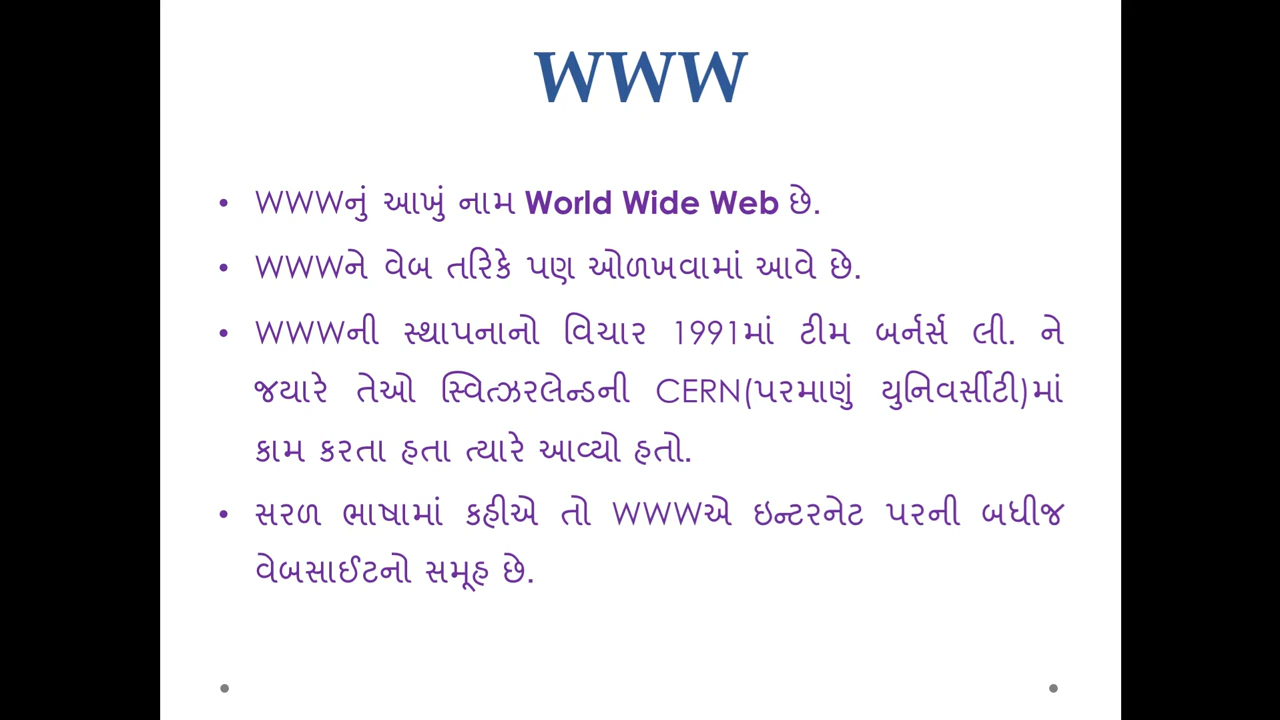 WWW
• WWWનું આખું નામ World Wide Web છે.
• WWWને વેબ તરિકે પણ ઓળખવામાં આવે છે.
• WWWની સ્થાપનાનો વિચાર 1991માં ટીમ બર્નર્સ લી. ને
જયારે તેઓ સ્વિત્ઝરલેન્ડની CERN(પરમાણું યુનિવર્સીટી)માં
કામ કરતા હતા ત્યારે આવ્યો હતો.
• સરળ ભાષામાં કહીએ તો WWWએ ઇન્ટરનેટ પરની બધીજ
વેબસાઈટનો સમૂહ છે.